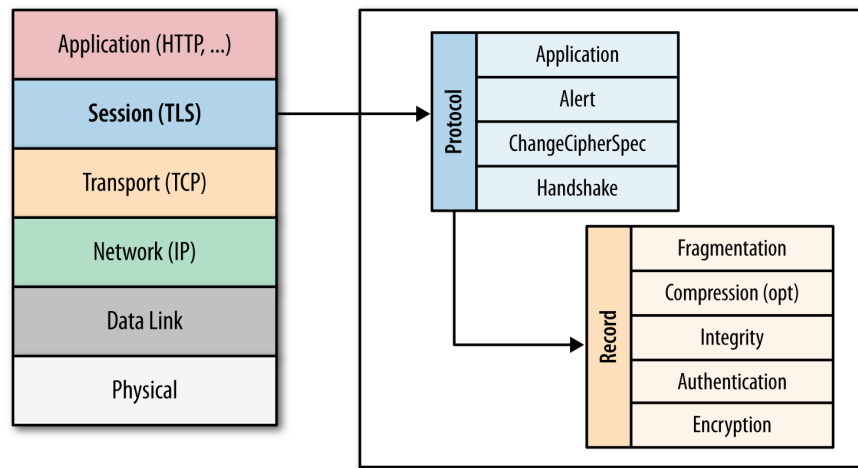 Application (HTTP, ...)
Session (TLS)
Transport (TCP)
Network (IP)
Data Link
Physical
Protocol
Application
Alert
ChangeCipherSpec
Handshake
Record
Fragmentation
Compression (opt)
Integrity
Authentication
Encryption